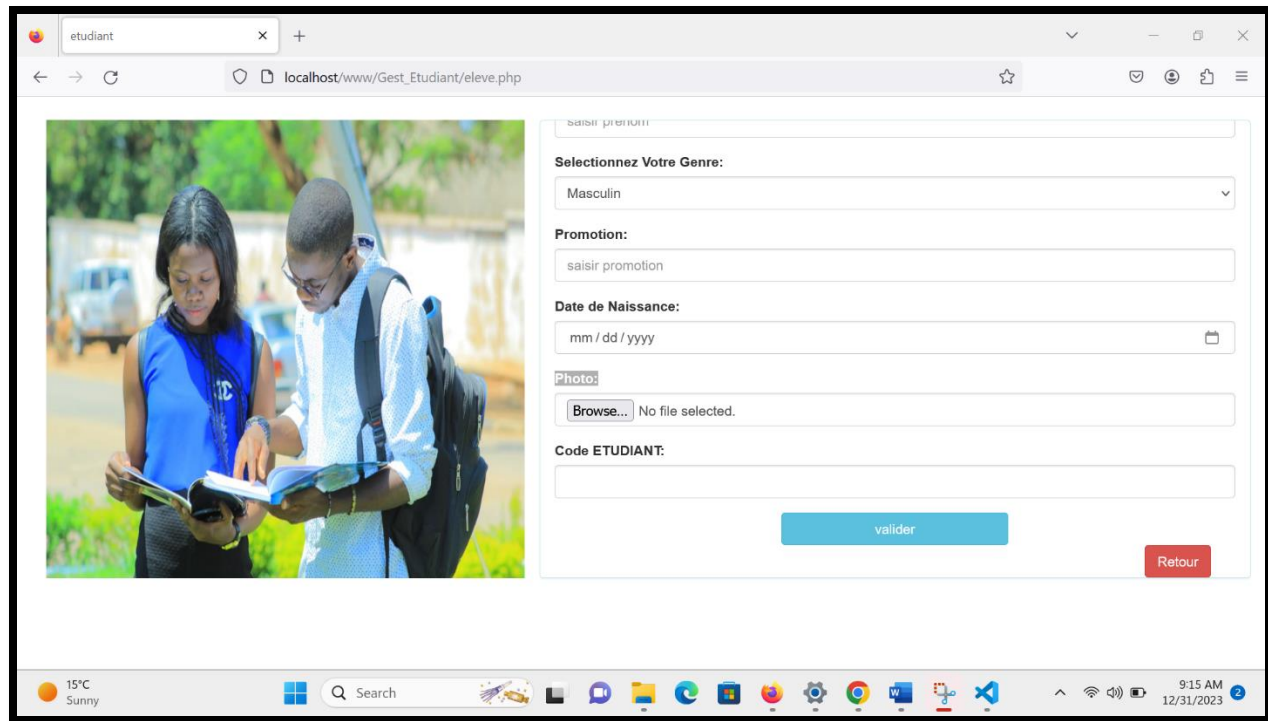 etudiant
localhost/www/Gest_Etudiant/eleve.php
saisir prenom
Selectionnez Votre Genre:
Masculin
Promotion:
saisir promotion
Date de Naissance:
mm / dd / yyyy
Photo:
Browse... No file selected.
Code ETUDIANT:
valider
Retour
15°C
Sunny
Search
9:15 AM
12/31/2023
2